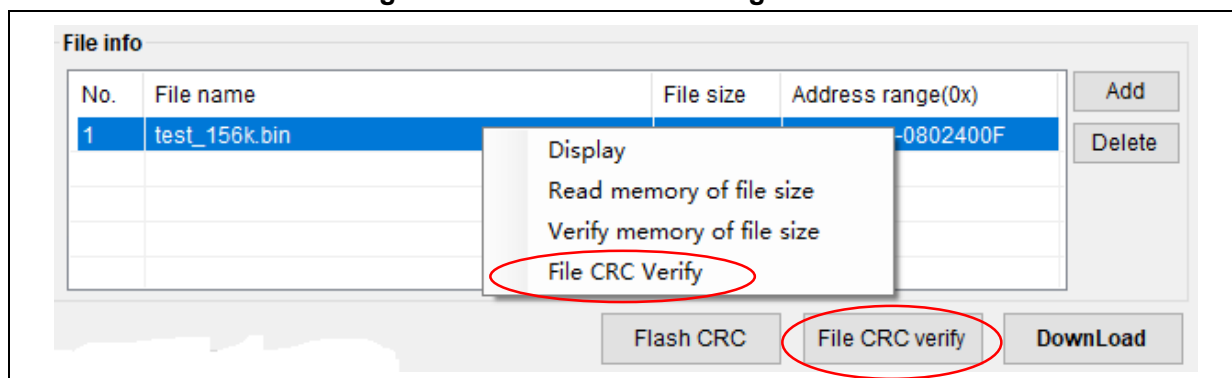 File info
No. File name File size Address range(0x) Add
1 test_156k.bin -0802400F Delete
Display
Read memory of file size
Verify memory of file size
File CRC Verify
Flash CRC File CRC verify DownLoad